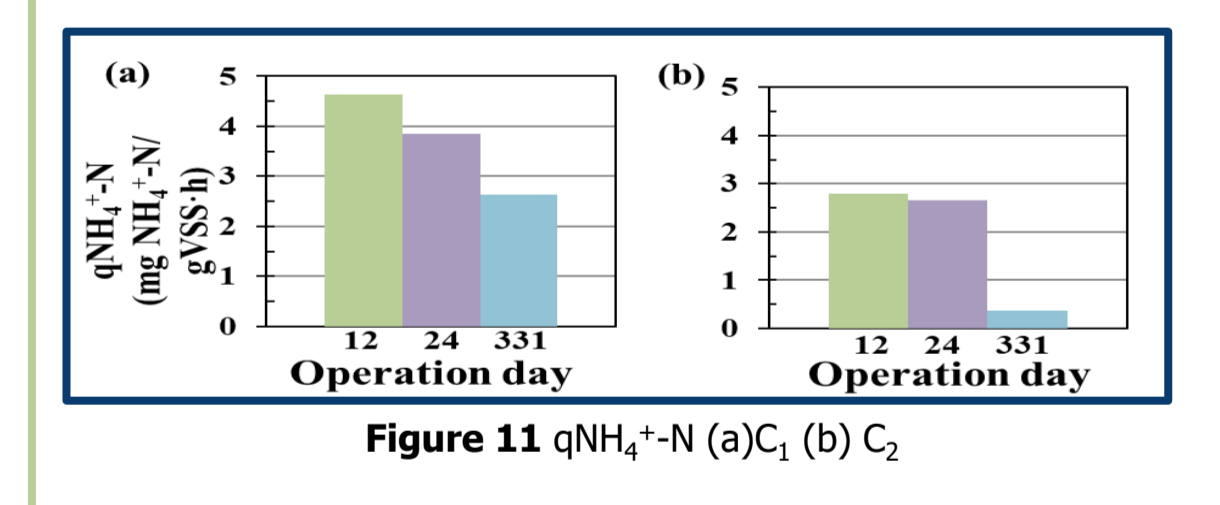 (a)
qNH₄⁺-N
(mg NH₄⁺-N/
gVSS·h)
5
4
3
2
1
0
12 24 331
Operation day
(b)
5
4
3
2
1
0
12 24 331
Operation day
Figure 11 qNH₄⁺-N (a)C₁ (b) C₂